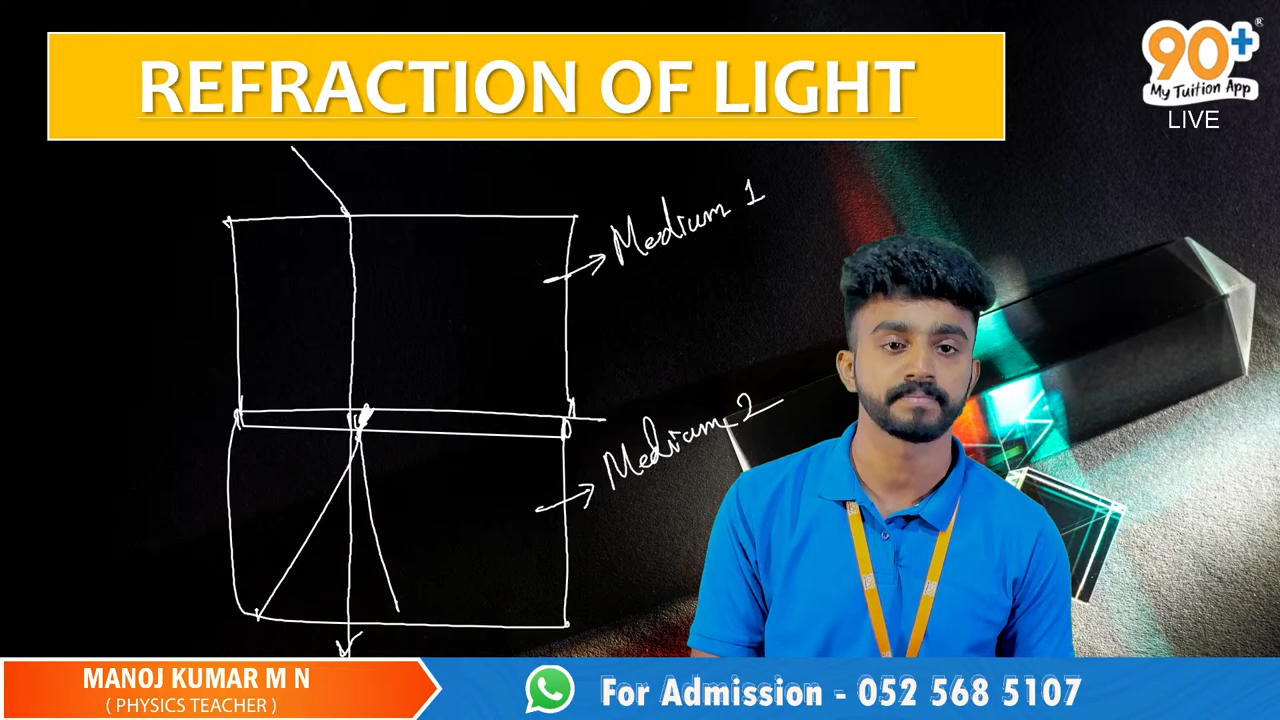 REFRACTION OF LIGHT
90+
®
My Tuition App
LIVE
Medium 1
Medium 2
MANOJ KUMAR M N
( PHYSICS TEACHER )
For Admission - 052 568 5107